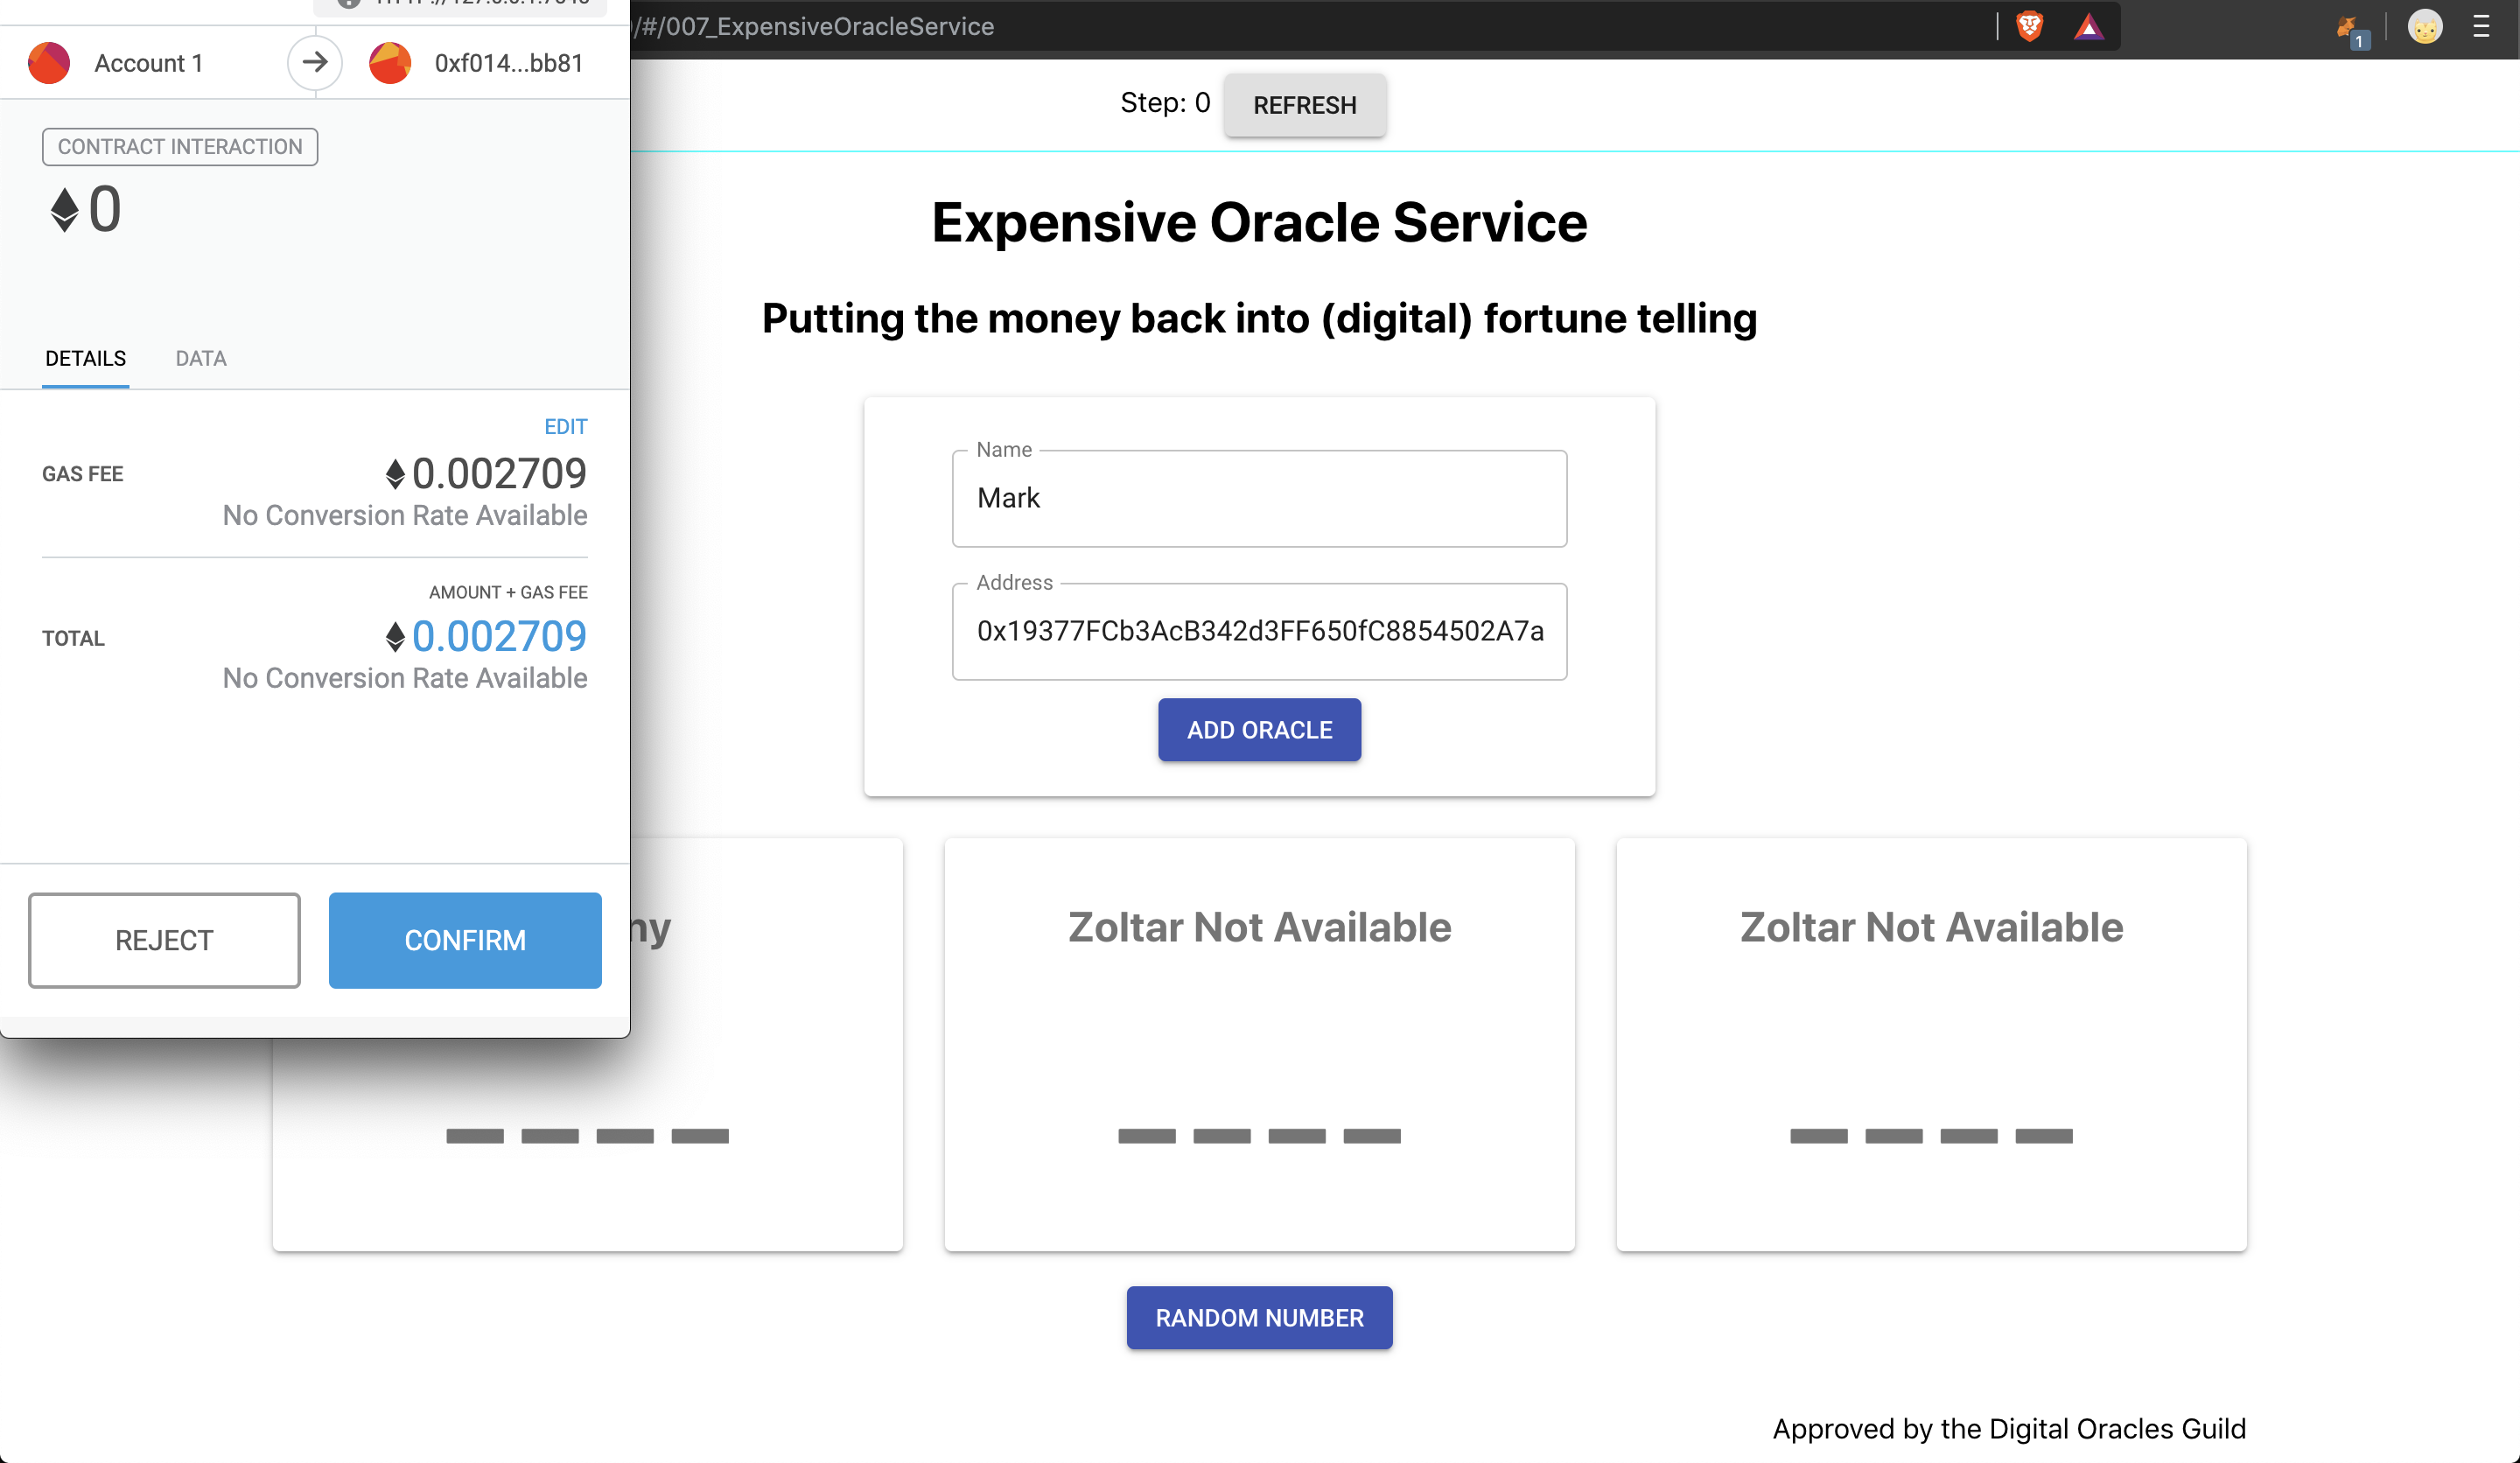 Account 1
0xf014...bb81
CONTRACT INTERACTION
0
DETAILS
DATA
EDIT
GAS FEE
0.002709
No Conversion Rate Available
AMOUNT + GAS FEE
TOTAL
0.002709
No Conversion Rate Available
REJECT
CONFIRM
/#/007_ExpensiveOracleService
1
Step: 0
REFRESH
Expensive Oracle Service
Putting the money back into (digital) fortune telling
Name
Mark
Address
0x19377FCb3AcB342d3FF650fC8854502A7a
ADD ORACLE
ny
Zoltar Not Available
Zoltar Not Available
RANDOM NUMBER
Approved by the Digital Oracles Guild